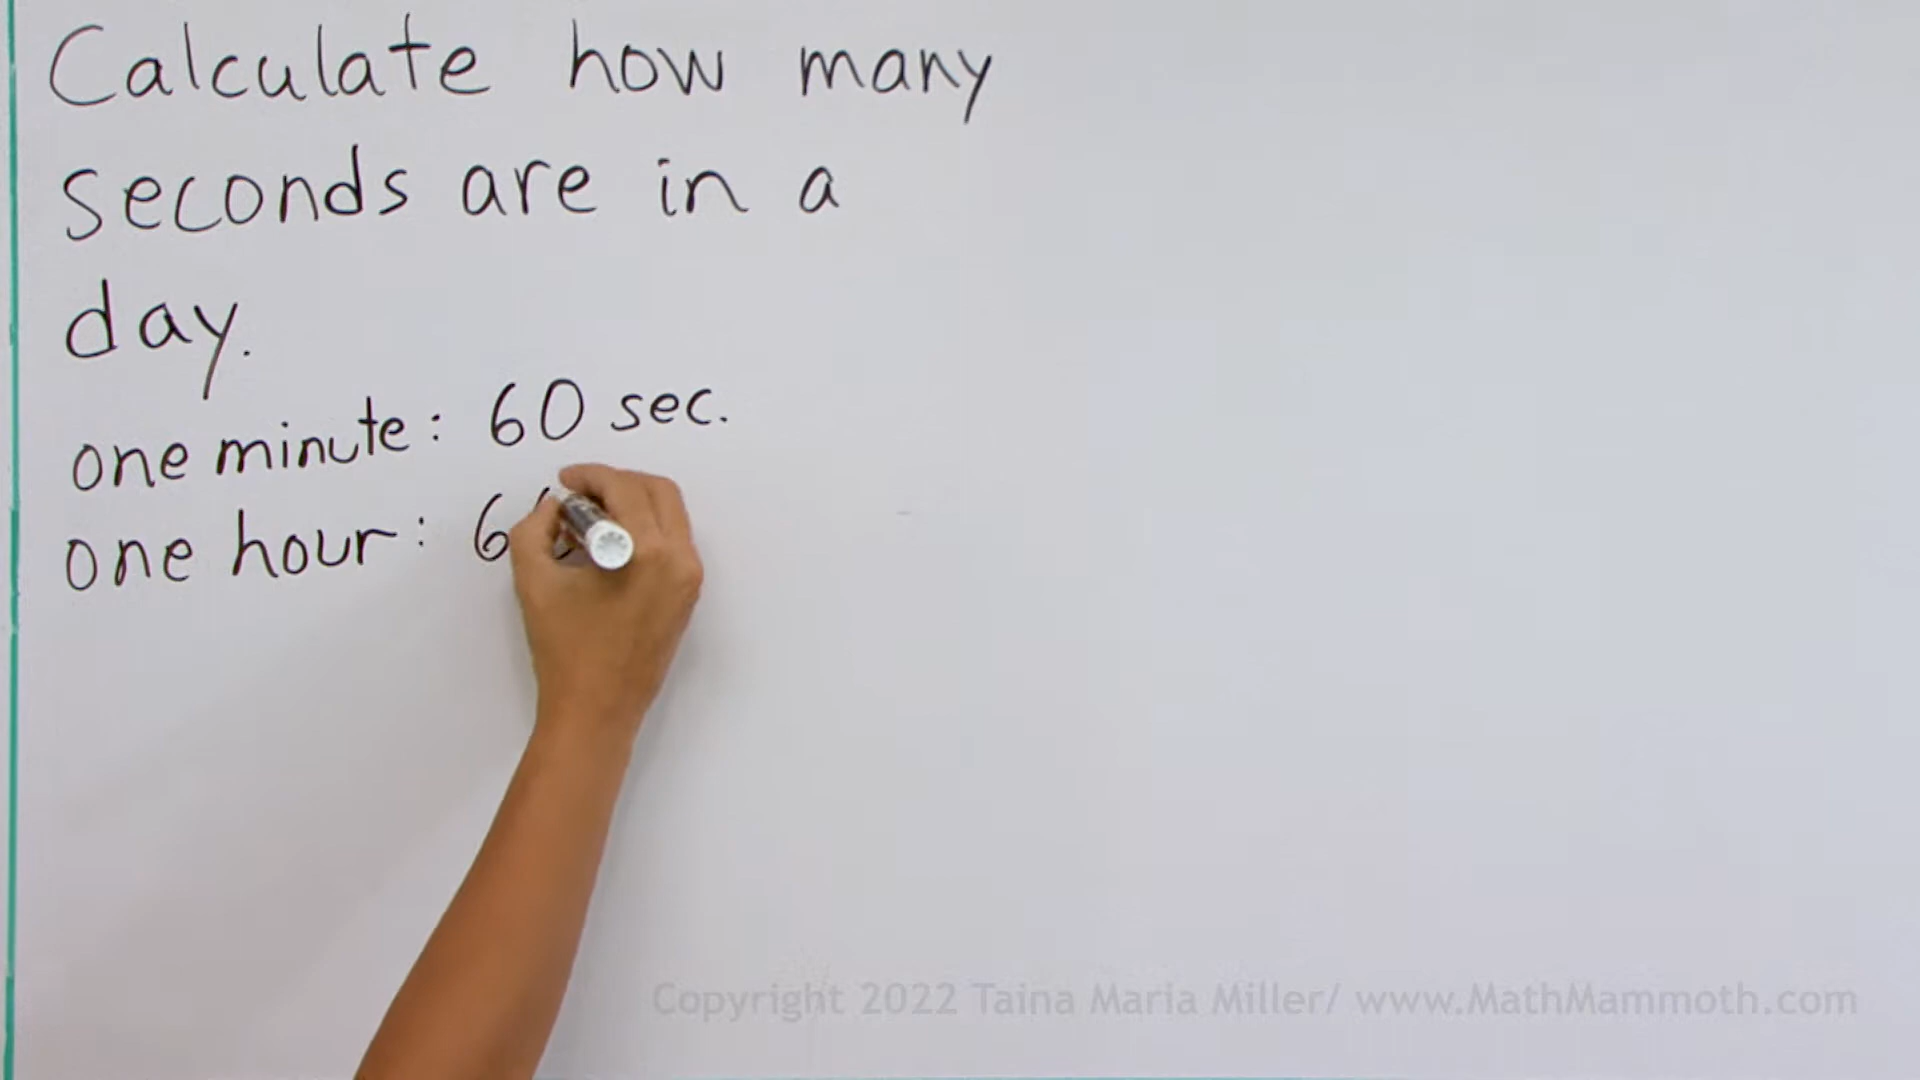 Calculate how many
seconds are in a
day.
one minute: 60 sec.
one hour: 6
Copyright 2022 Taina Maria Miller/ www.MathMammoth.com